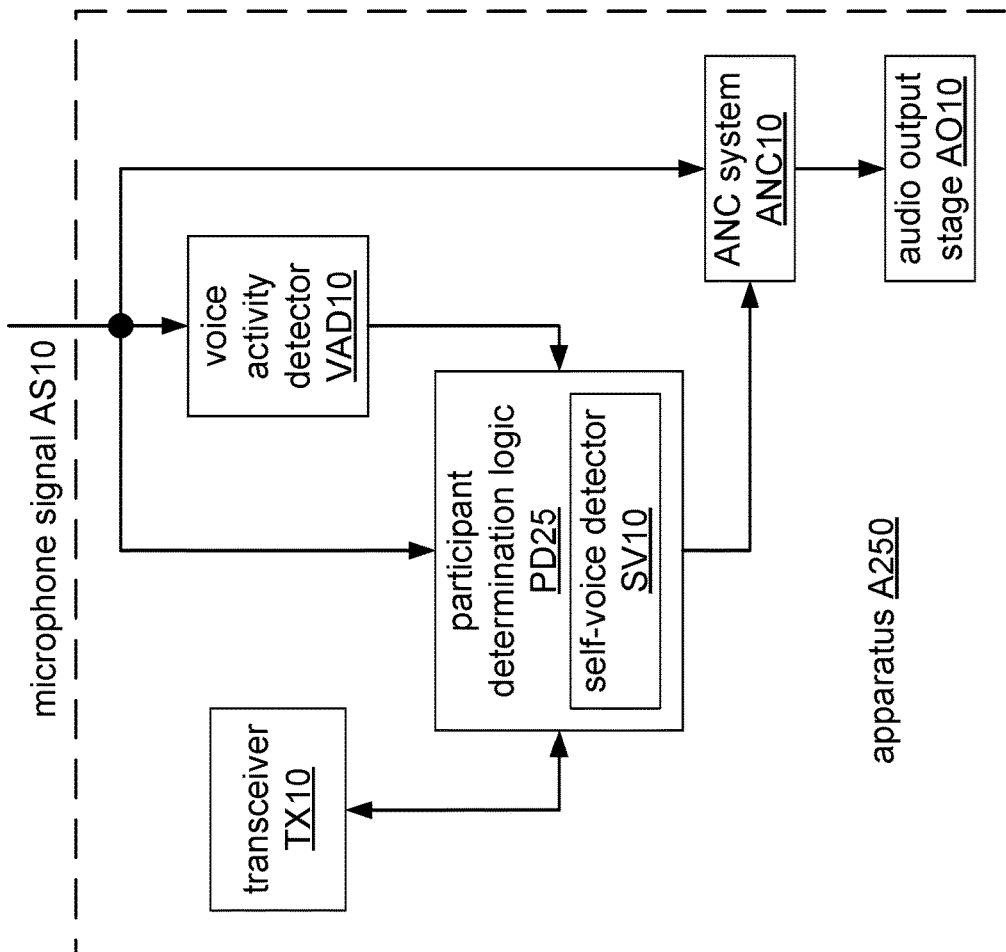 microphone signal AS10
voice
activity
detector
VAD10
ANC system
ANC10
audio output
stage AO10
participant
determination logic
PD25
self-voice detector
SV10
transceiver
TX10
apparatus A250